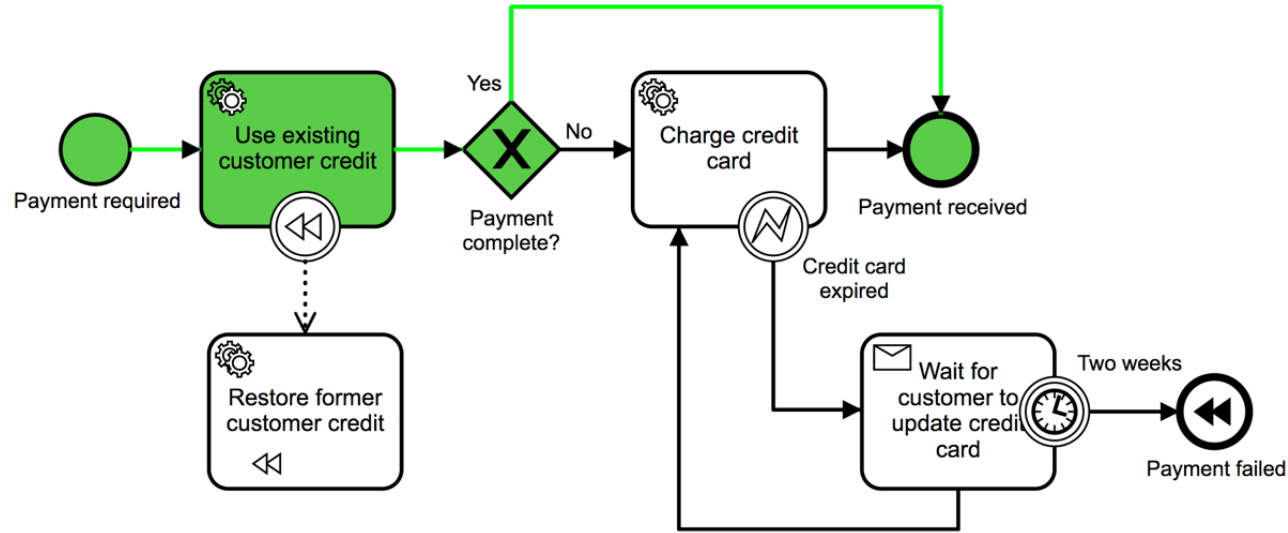 Yes
Use existing
customer credit
No
Charge credit
card
Payment required
Payment received
Payment
complete?
Credit card
expired
Restore former
customer credit
Wait for
customer to
update credit
card
Two weeks
Payment failed